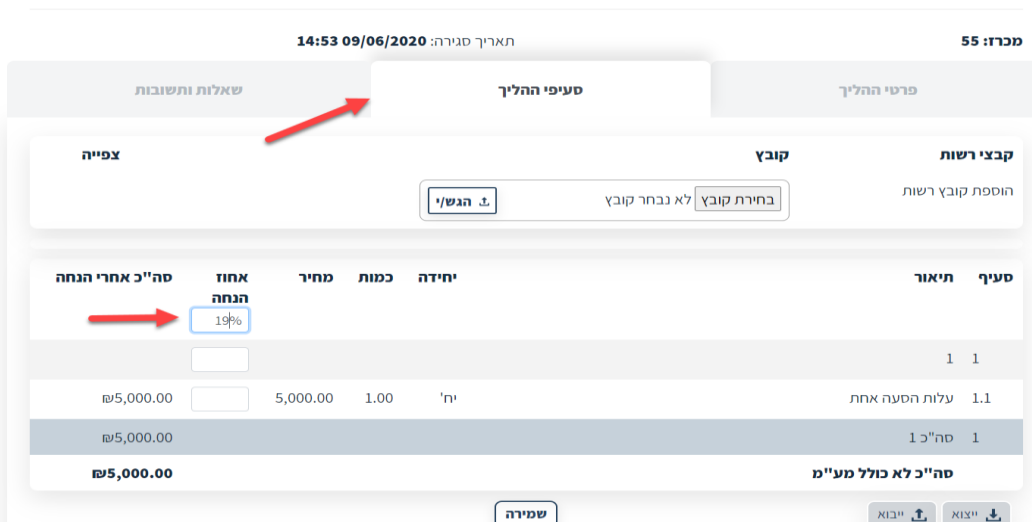 מכרז: 55 תאריך סגירה: 09/06/2020 14:53
פרטי ההליך סעיפי ההליך שאלות ותשובות
קבצי רשות קובץ צפייה
הוספת קובץ רשות בחירת קובץ לא נבחר קובץ הגש/י
סעיף תיאור יחידה כמות מחיר אחוז הנחה סה"כ אחרי הנחה
19%
1 1
1.1 עלות הסעה אחת יח' 1.00 5,000.00 ₪5,000.00
1 סה"כ 1 ₪5,000.00
סה"כ לא כולל מע"מ ₪5,000.00
ייצוא ייבוא שמירה